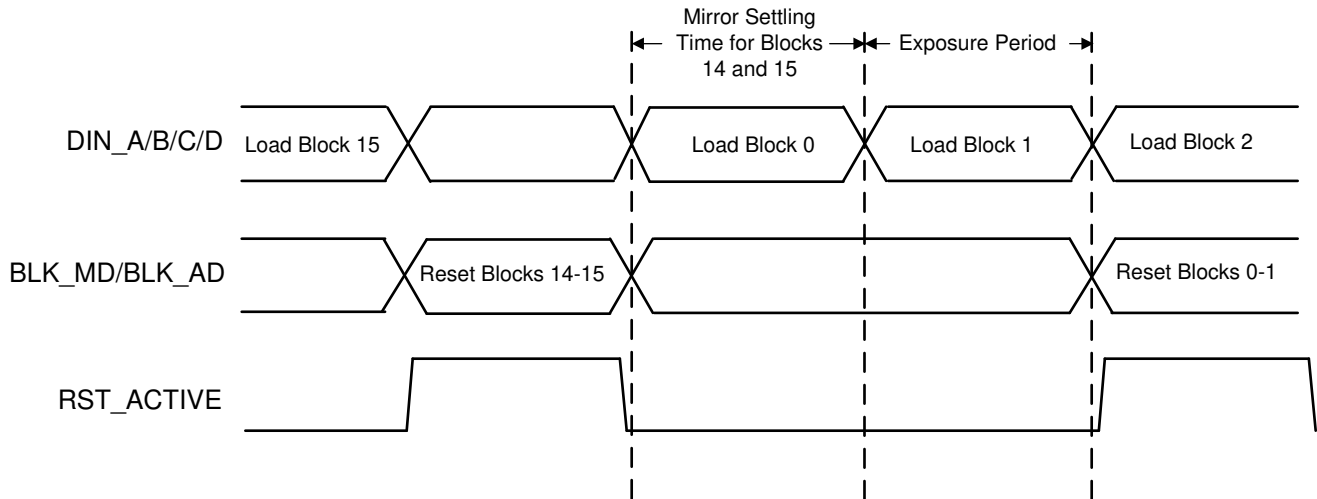 Mirror Settling
Time for Blocks
14 and 15
Exposure Period
DIN_A/B/C/D
Load Block 15
Load Block 0
Load Block 1
Load Block 2
BLK_MD/BLK_AD
Reset Blocks 14-15
Reset Blocks 0-1
RST_ACTIVE